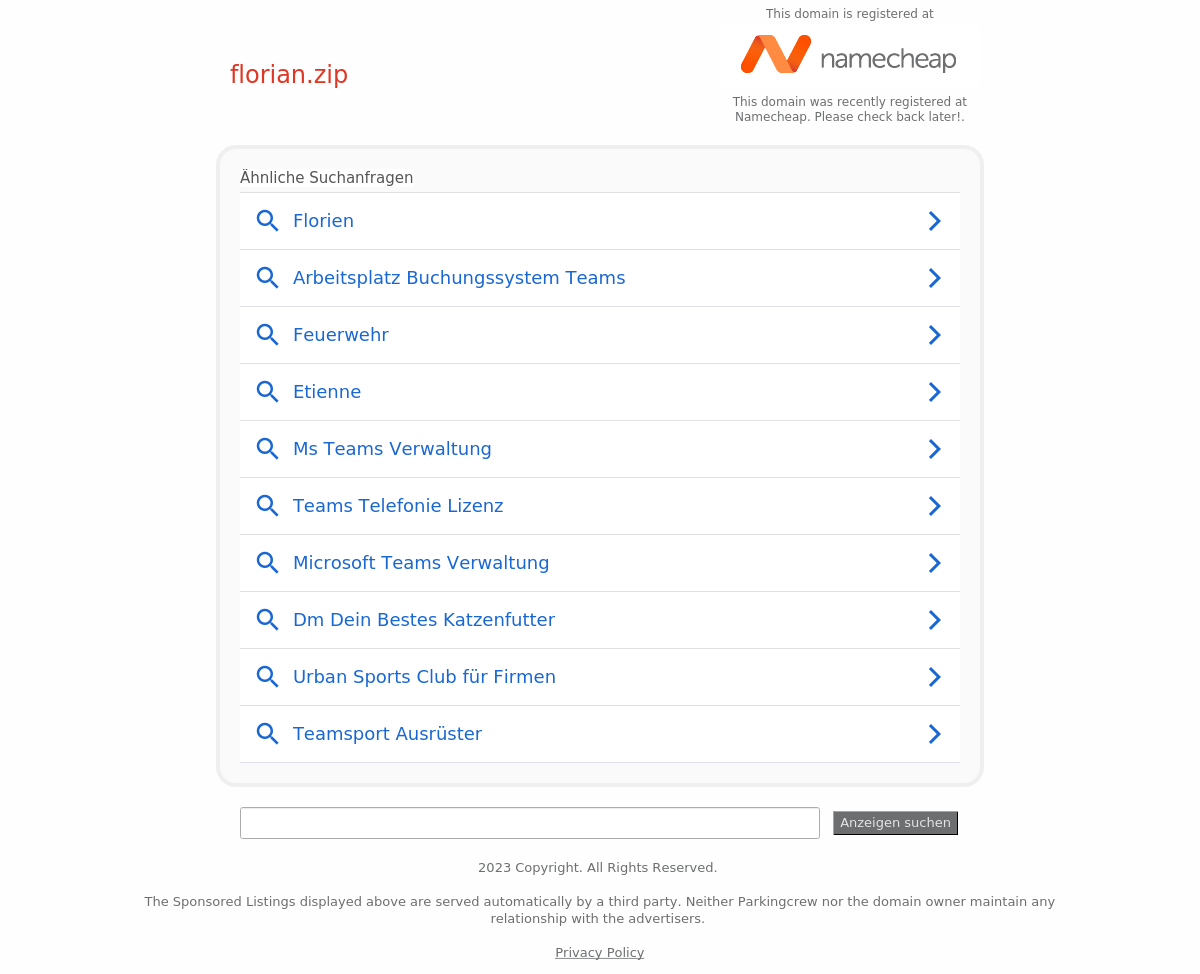 This domain is registered at
namecheap
florian.zip
This domain was recently registered at
Namecheap. Please check back later!.
Ähnliche Suchanfragen
Florien
Arbeitsplatz Buchungssystem Teams
Feuerwehr
Etienne
Ms Teams Verwaltung
Teams Telefonie Lizenz
Microsoft Teams Verwaltung
Dm Dein Bestes Katzenfutter
Urban Sports Club für Firmen
Teamsport Ausrüster
Anzeigen suchen
2023 Copyright. All Rights Reserved.
The Sponsored Listings displayed above are served automatically by a third party. Neither Parkingcrew nor the domain owner maintain any
relationship with the advertisers.
Privacy Policy